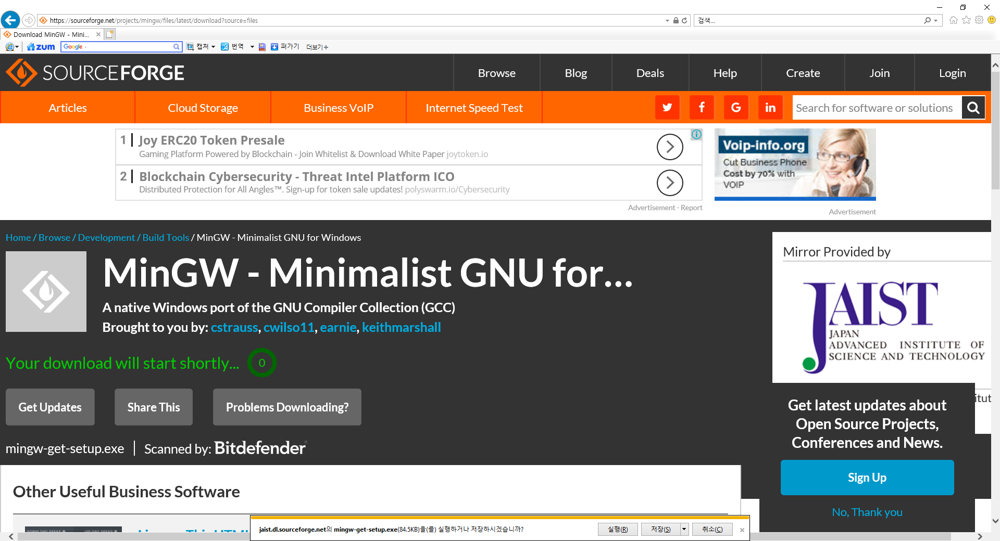 https://sourceforge.net/projects/mingw/files/latest/download?source=files
검색...
Download MinGW - Mini...
zum
Google
캡처
번역
퍼가기
더보기+
SOURCEFORGE
Browse
Blog
Deals
Help
Create
Join
Login
Articles
Cloud Storage
Business VoIP
Internet Speed Test
Search for software or solutions
1
Joy ERC20 Token Presale
Gaming Platform Powered by Blockchain - Join Whitelist & Download White Paper joytoken.io
2
Blockchain Cybersecurity - Threat Intel Platform ICO
Distributed Protection for All Angles™. Sign-up for token sale updates! polyswarm.io/Cybersecurity
Advertisement - Report
Voip-info.org
Cut Business Phone
Cost by 70% with
VOIP
Advertisement
Home / Browse / Development / Build Tools / MinGW - Minimalist GNU for Windows
MinGW - Minimalist GNU for...
A native Windows port of the GNU Compiler Collection (GCC)
Brought to you by: cstrauss, cwilso11, earnie, keithmarshall
Your download will start shortly... 0
Get Updates
Share This
Problems Downloading?
mingw-get-setup.exe
Scanned by: Bitdefender
Mirror Provided by
JAIST
JAPAN
ADVANCED INSTITUTE OF
SCIENCE AND TECHNOLOGY
itut
Get latest updates about
Open Source Projects,
Conferences and News.
Sign Up
No, Thank you
Other Useful Business Software
jaist.dl.sourceforge.net의 mingw-get-setup.exe(84.5KB)을(를) 실행하거나 저장하시겠습니까?
실행(R)
저장(S)
취소(C)